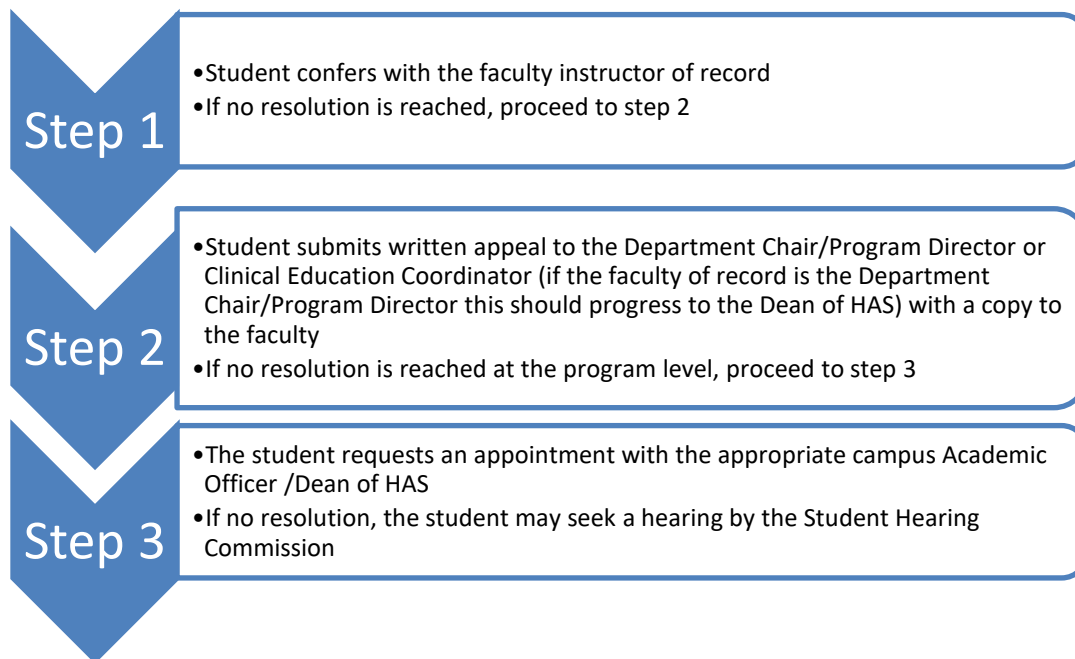 Step 1
•Student confers with the faculty instructor of record
•If no resolution is reached, proceed to step 2
Step 2
•Student submits written appeal to the Department Chair/Program Director or
Clinical Education Coordinator (if the faculty of record is the Department
Chair/Program Director this should progress to the Dean of HAS) with a copy to
the faculty
•If no resolution is reached at the program level, proceed to step 3
Step 3
•The student requests an appointment with the appropriate campus Academic
Officer /Dean of HAS
•If no resolution, the student may seek a hearing by the Student Hearing
Commission